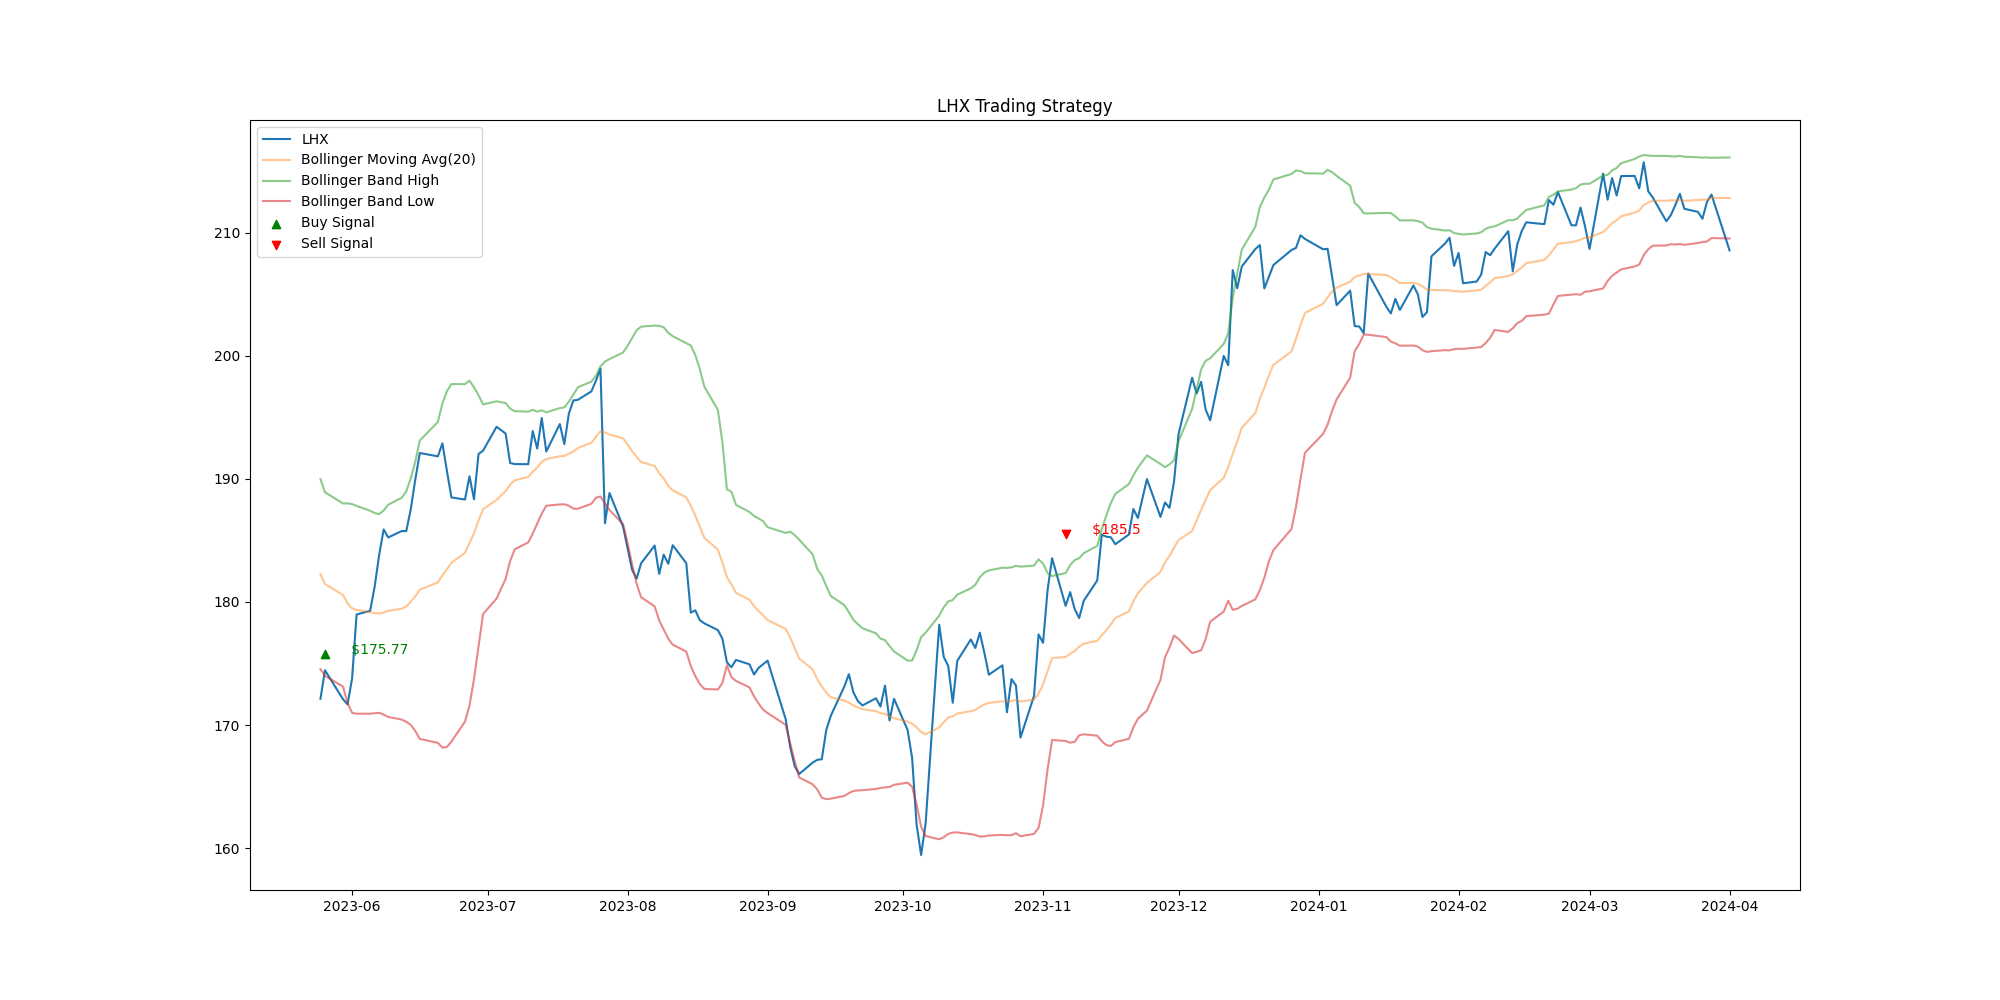 LHX Trading Strategy
LHX
Bollinger Moving Avg(20)
Bollinger Band High
Bollinger Band Low
Buy Signal
Sell Signal
210
200
190
180
170
160
$185.5
$175.77
2023-06 2023-07 2023-08 2023-09 2023-10 2023-11 2023-12 2024-01 2024-02 2024-03 2024-04